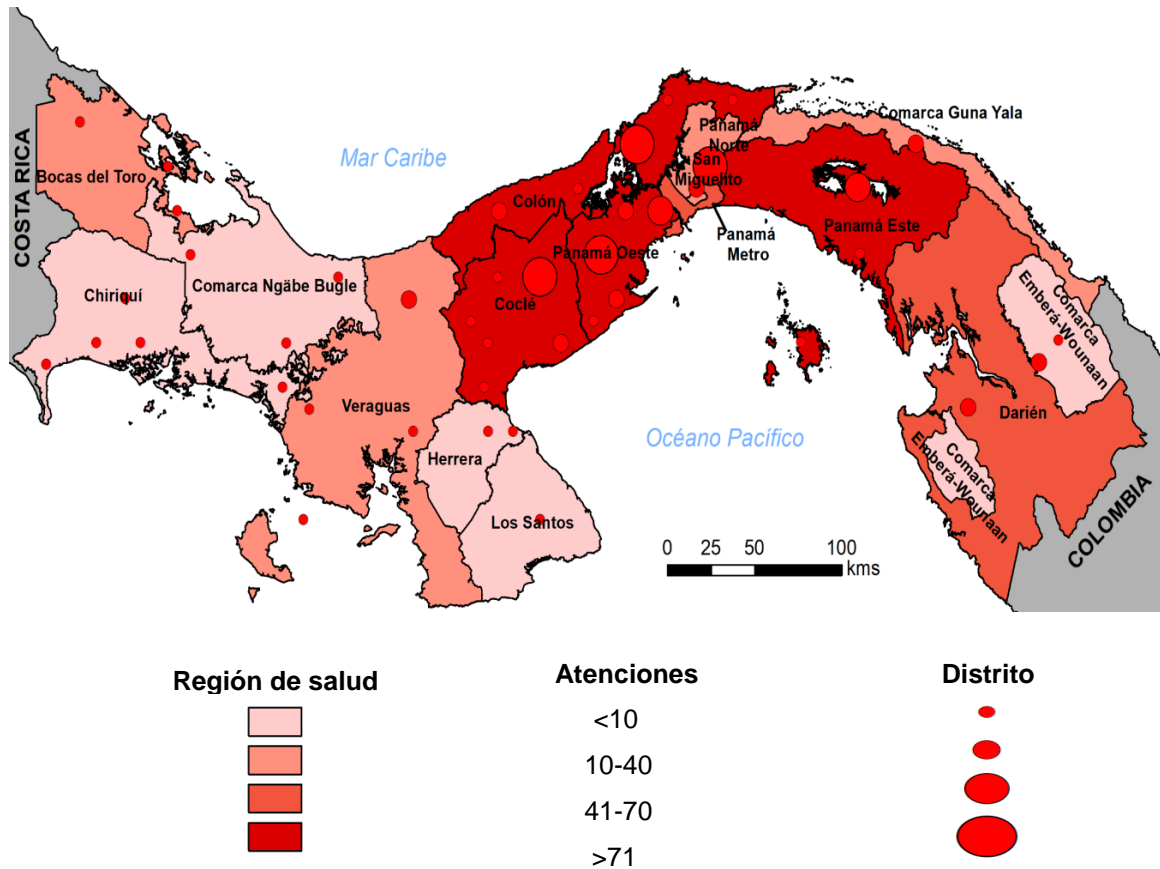 Comarca Guna Yala
COSTA RICA
Mar Caribe
Panamá
Norte
San
Miguelito
Bocas del Toro
Colón
Panamá Oeste
Panamá Este
Panamá
Metro
Chiriquí
Comarca Ngäbe Bugle
Coclé
Comarca
Emberá-Wounaan
Veraguas
Océano Pacífico
Darién
Herrera
Comarca
Emberá-Wounaan
Los Santos
COLOMBIA
0 25 50 100
kms
Región de salud
Atenciones
Distrito
<10
10-40
41-70
>71